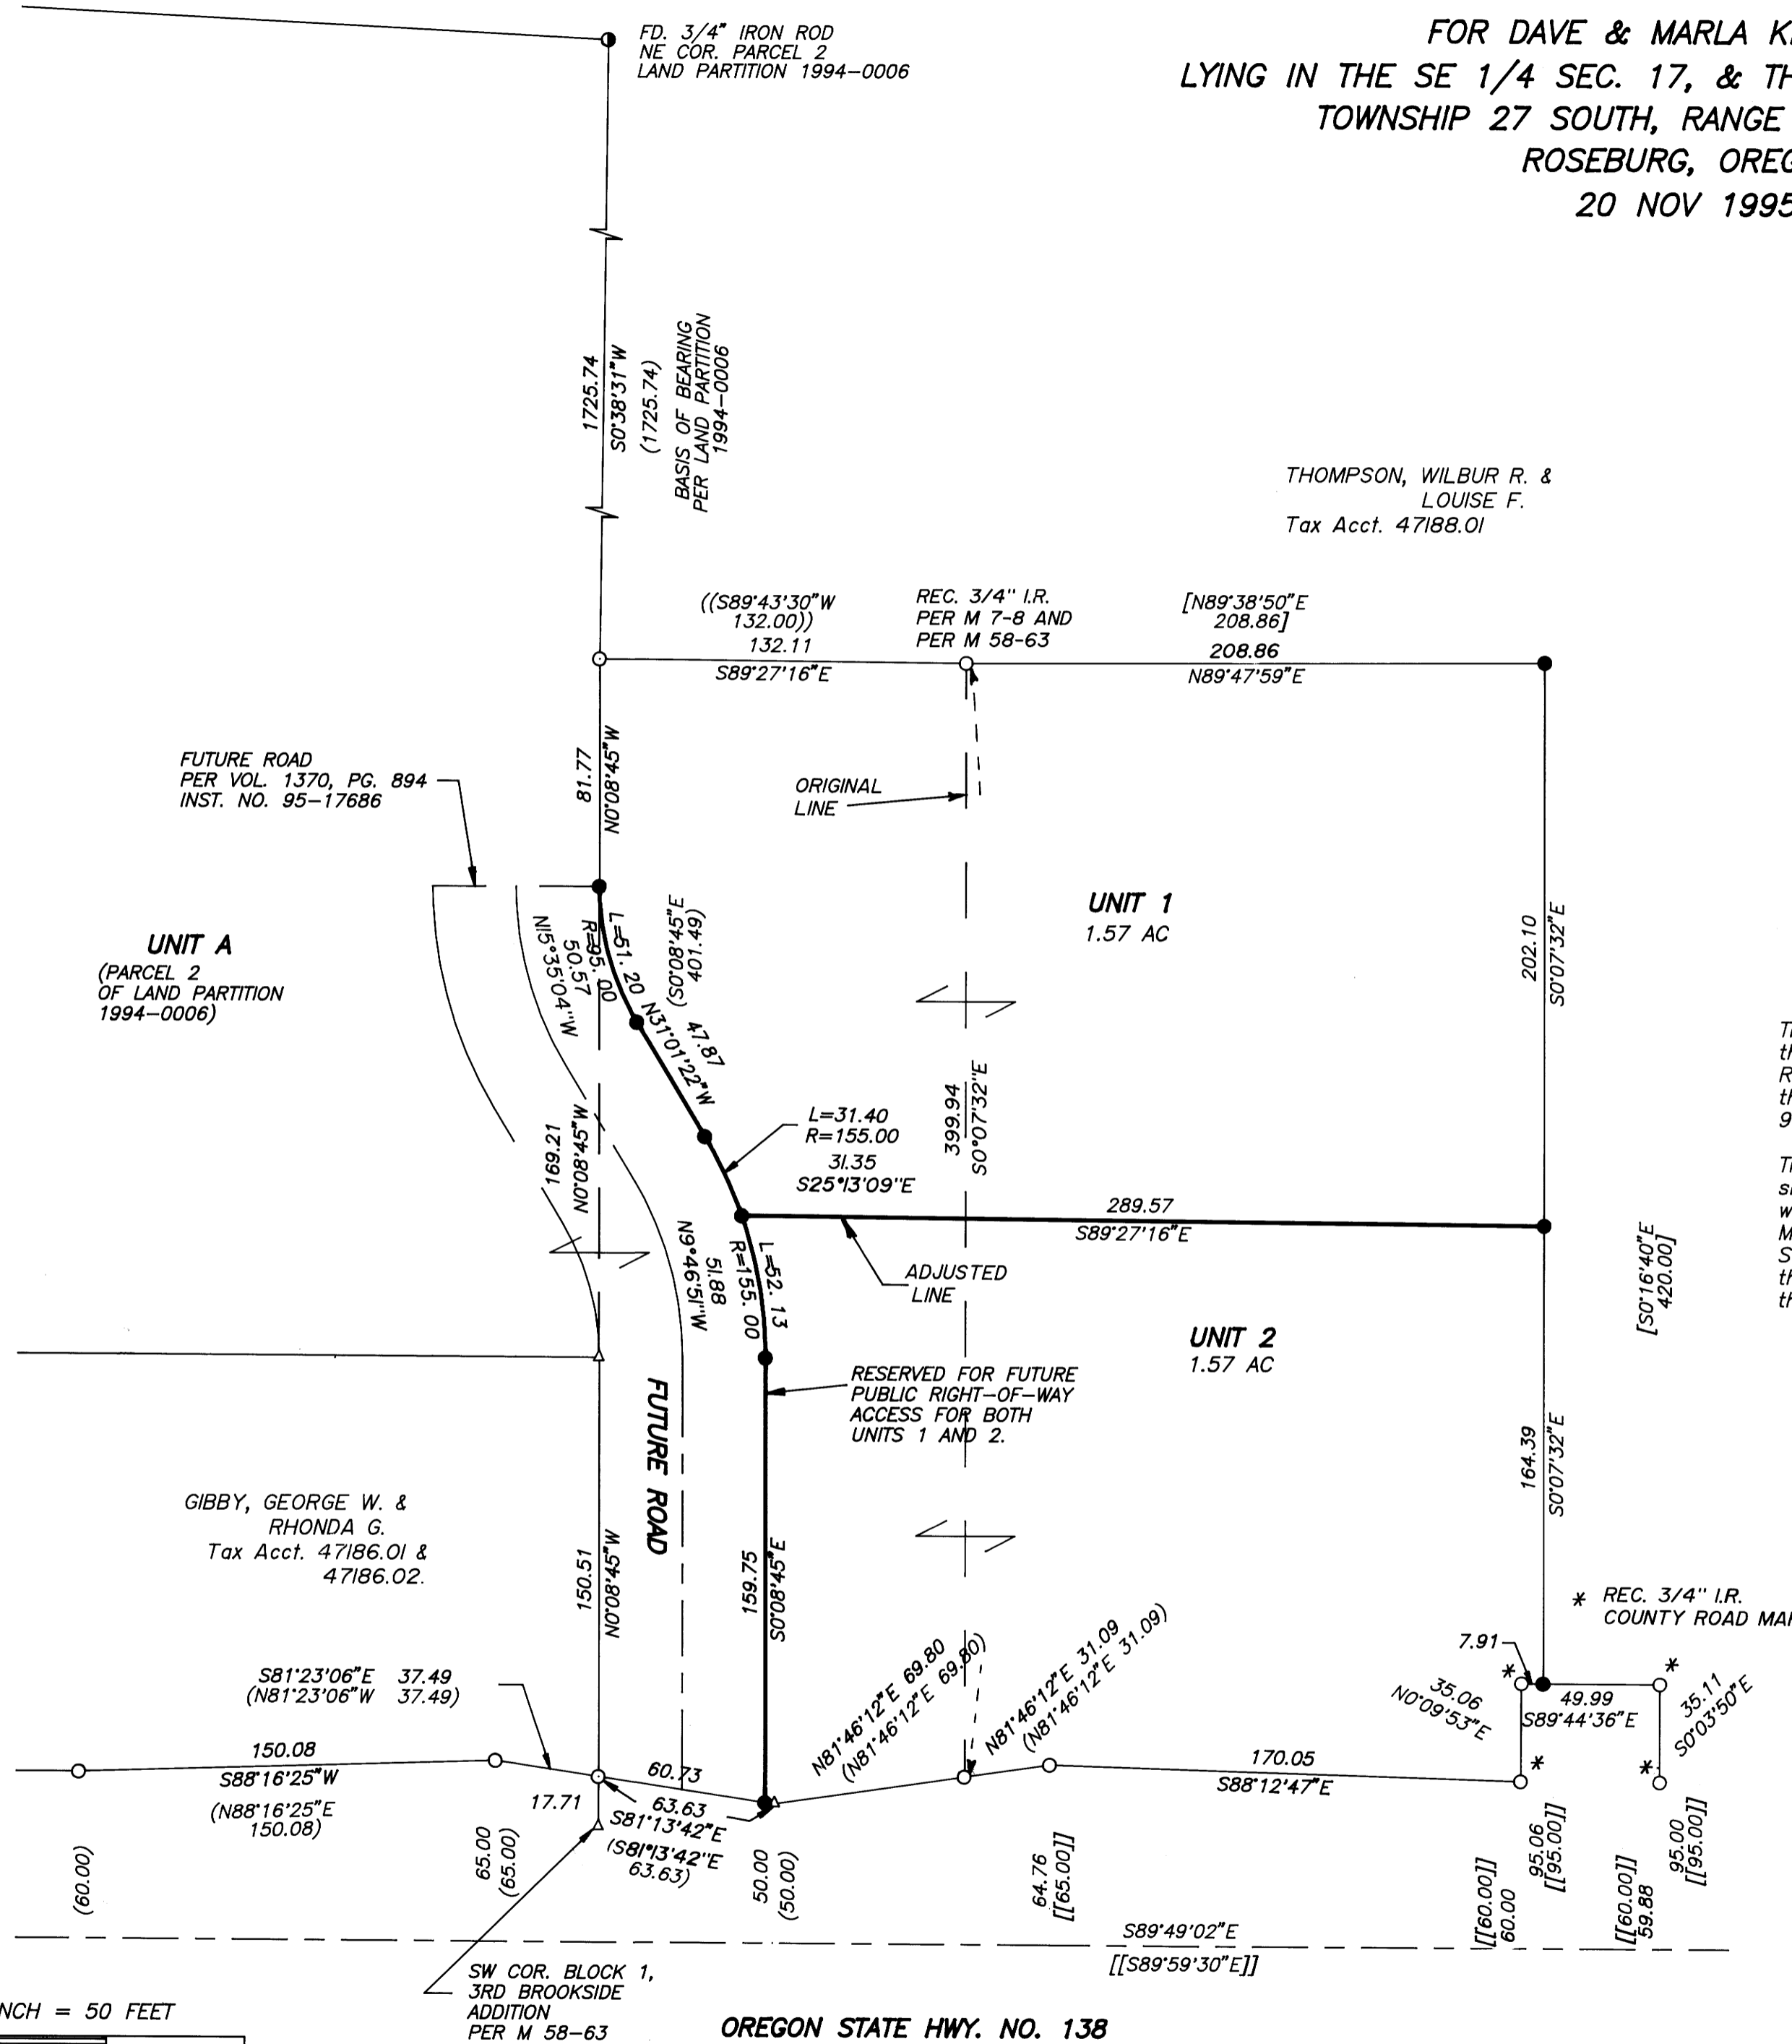 FOR DAVE & MARLA
LYING IN THE SE 1/4 SEC. 17, &
TOWNSHIP 27 SOUTH, RANGE
ROSEBURG,
20 NOV 1995
FD. 3/4" IRON ROD
NE COR. PARCEL 2
LAND PARTITION 1994-0006
1725.74
S0°38'31"W
(1725.74)
BASIS OF BEARING
PER LAND PARTITION
1994-0006
THOMPSON, WILBUR R. &
LOUISE F.
Tax Acct. 47188.01
((S89°43'30"W
132.00))
132.11
S89°27'16"E
REC. 3/4" I.R.
PER M 7-8 AND
PER M 58-63
[N89°38'50"E
208.86]
208.86
N89°47'59"E
FUTURE ROAD
PER VOL. 1370, PG. 894
INST. NO. 95-17686
81.77
N0°08'45"W
ORIGINAL
LINE
UNIT A
(PARCEL 2
OF LAND PARTITION
1994-0006)
UNIT 1
1.57 AC
202.10
S0°07'32"E
L=51.20
R=95.00
50.57
N15°35'04"W
(S0°08'45"E
401.49)
47.87
N31°01'22"W
169.21
N0°08'45"W
L=31.40
R=155.00
31.35
S25°13'09"E
399.94
S0°07'32"E
289.57
S89°27'16"E
L=52.13
R=155.00
51.88
N9°46'51"W
ADJUSTED
LINE
[S0°16'40"E
420.00]
UNIT 2
1.57 AC
RESERVED FOR FUTURE
PUBLIC RIGHT-OF-WAY
ACCESS FOR BOTH
UNITS 1 AND 2.
FUTURE ROAD
164.39
S0°07'32"E
GIBBY, GEORGE W. &
RHONDA G.
Tax Acct. 47186.01 &
47186.02.
150.51
N0°08'45"W
159.75
S0°08'45"E
* REC. 3/4" I.R.
COUNTY ROAD
7.91
S81°23'06"E 37.49
(N81°23'06"W 37.49)
N81°46'12"E 69.80
(N81°46'12"E 69.80)
N81°46'12"E 31.09
(N81°46'12"E 31.09)
35.06
N0°09'53"E
*
*
49.99
S89°44'36"E
*
*
35.11
S0°03'50"E
150.08
S88°16'25"W
(N88°16'25"E
150.08)
60.73
63.63
S81°13'42"E
(S81°13'42"E
63.63)
17.71
170.05
S88°12'47"E
(60.00)
65.00
(65.00)
50.00
(50.00)
64.76
[[65.00]]
[[60.00]]
60.00
95.06
[[95.00]]
[[60.00]]
59.88
95.00
[[95.00]]
S89°49'02"E
[[S89°59'30"E]]
SW COR. BLOCK 1,
3RD BROOKSIDE
ADDITION
PER M 58-63
= 50 FEET
OREGON STATE HWY. NO. 138